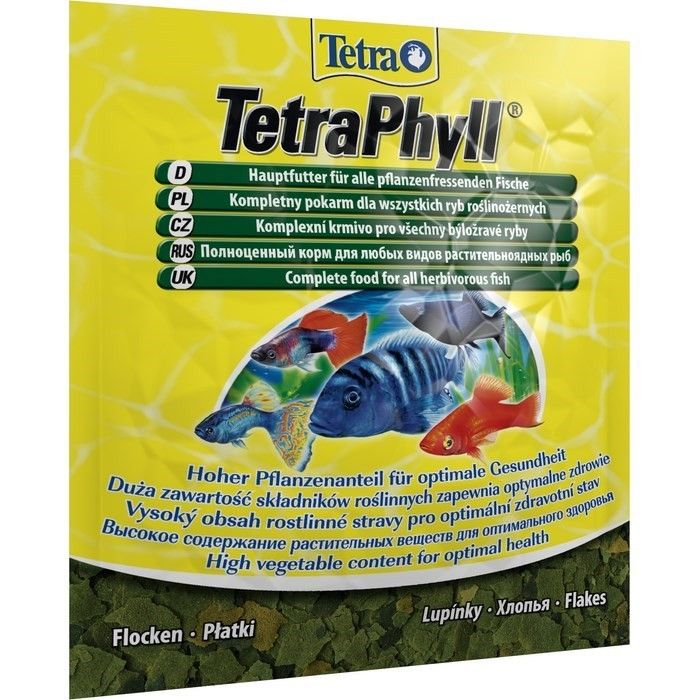 Tetra
TetraPhyll®
D Hauptfutter für alle pflanzenfressenden Fische
PL Kompletny pokarm dla wszystkich ryb roślinożernych
CZ Komplexní krmivo pro všechny býložravé ryby
RUS Полноценный корм для любых видов растительноядных рыб
UK Complete food for all herbivorous fish
Hoher Pflanzenanteil für optimale Gesundheit
Duża zawartość składników roślinnych zapewnia optymalne zdrowie
Vysoký obsah rostlinné stravy pro optimální zdravotní stav
Высокое содержание растительных веществ для оптимального здоровья
High vegetable content for optimal health
Flocken · Płatki
Lupínky · Хлопья · Flakes